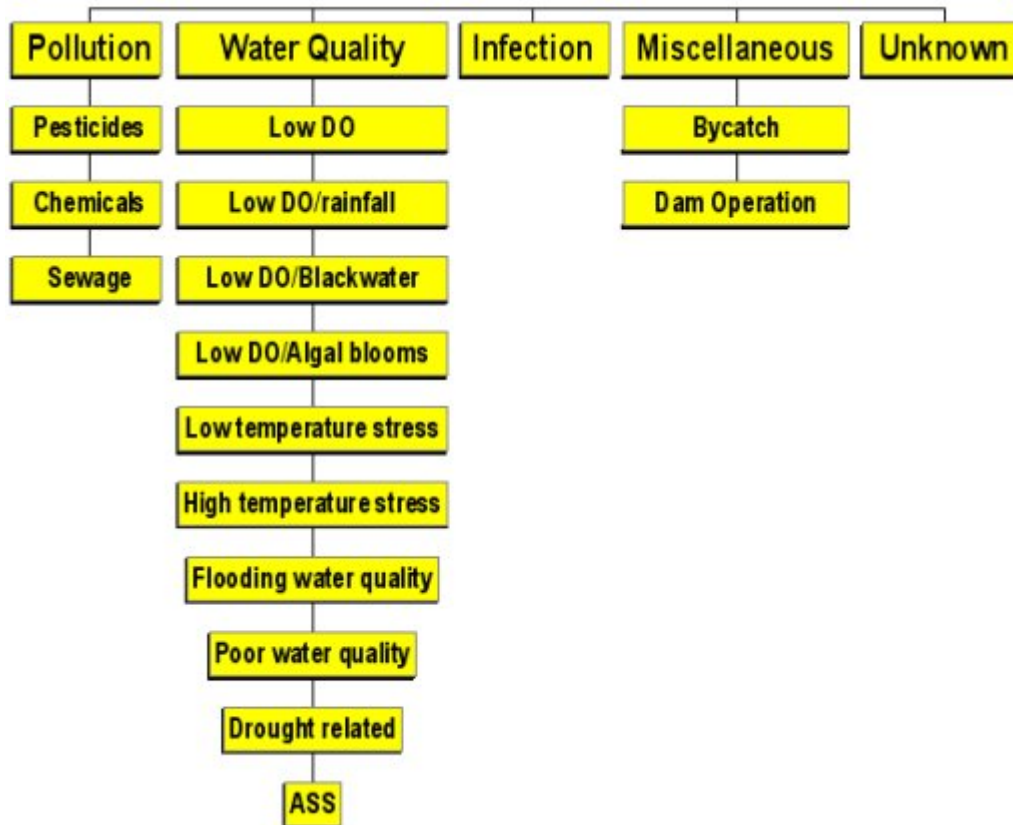 Pollution
Water Quality
Infection
Miscellaneous
Unknown
Pesticides
Low DO
Bycatch
Chemicals
Low DO/rainfall
Dam Operation
Sewage
Low DO/Blackwater
Low DO/Algal blooms
Low temperature stress
High temperature stress
Flooding water quality
Poor water quality
Drought related
ASS